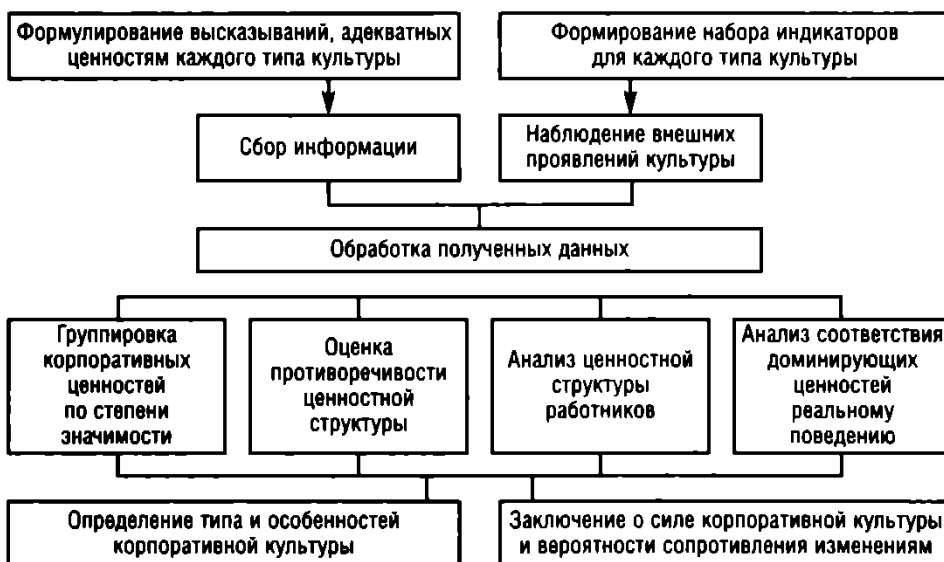 Формулирование высказываний, адекватных
ценностям каждого типа культуры
Формирование набора индикаторов
для каждого типа культуры
Сбор информации
Наблюдение внешних
проявлений культуры
Обработка полученных данных
Группировка
корпоративных
ценностей
по степени
значимости
Оценка
противоречивости
ценностной
структуры
Анализ ценностной
структуры
работников
Анализ соответствия
доминирующих
ценностей
реальному
поведению
Определение типа и особенностей
корпоративной культуры
Заключение о силе корпоративной культуры
и вероятности сопротивления изменениям